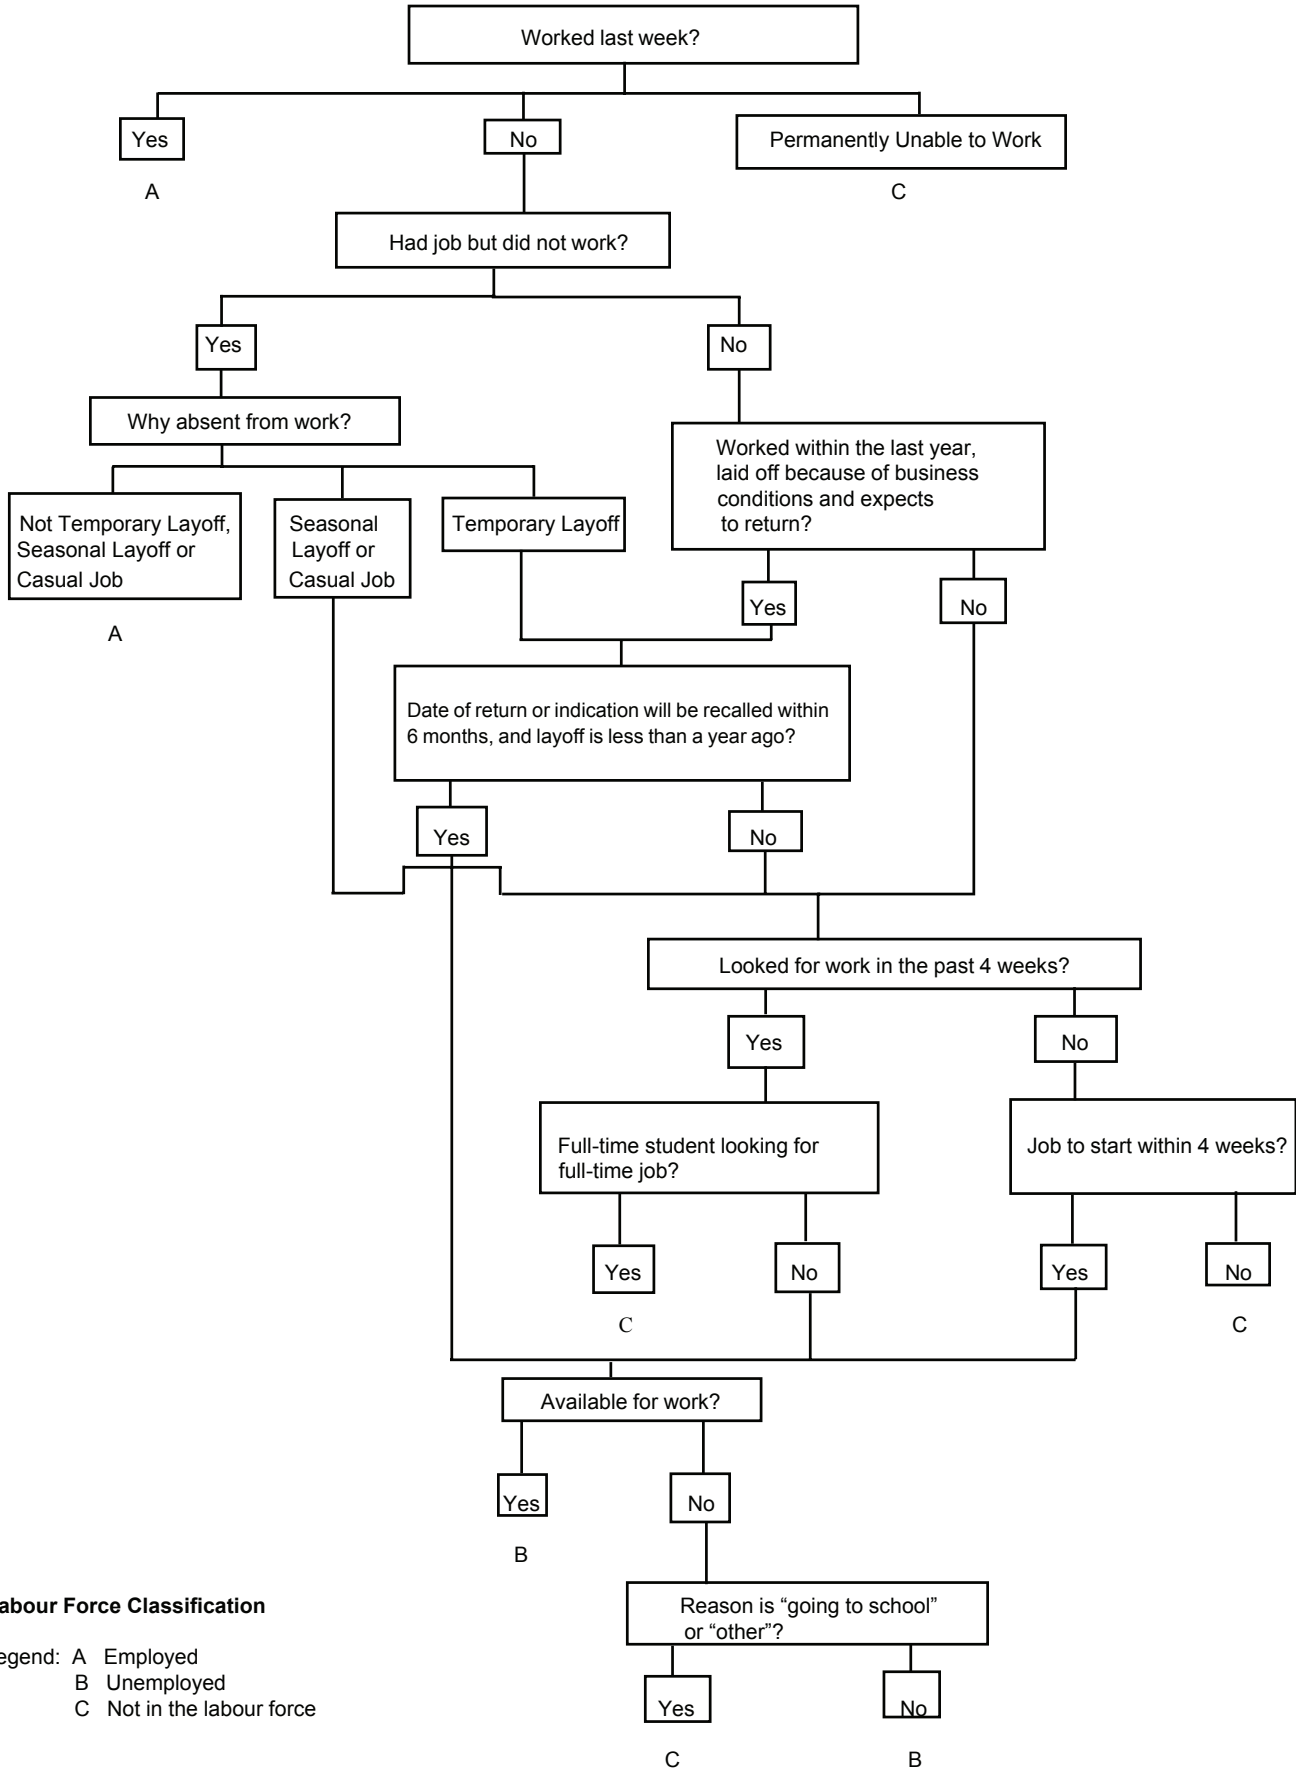 Worked last week?
Yes
No
Permanently Unable to Work
A
C
Had job but did not work?
Yes
No
Why absent from work?
Worked within the last year,
laid off because of business
conditions and expects
to return?
Not Temporary Layoff,
Seasonal Layoff or
Casual Job
Seasonal
Layoff or
Casual Job
Temporary Layoff
A
Yes
No
Date of return or indication will be recalled within
6 months, and layoff is less than a year ago?
Yes
No
Looked for work in the past 4 weeks?
Yes
No
Full-time student looking for
full-time job?
Job to start within 4 weeks?
Yes
No
Yes
No
C
C
Available for work?
Yes
No
B
Reason is “going to school”
or “other”?
Yes
No
C
B
abour Force Classification
egend: A Employed
B Unemployed
C Not in the labour force